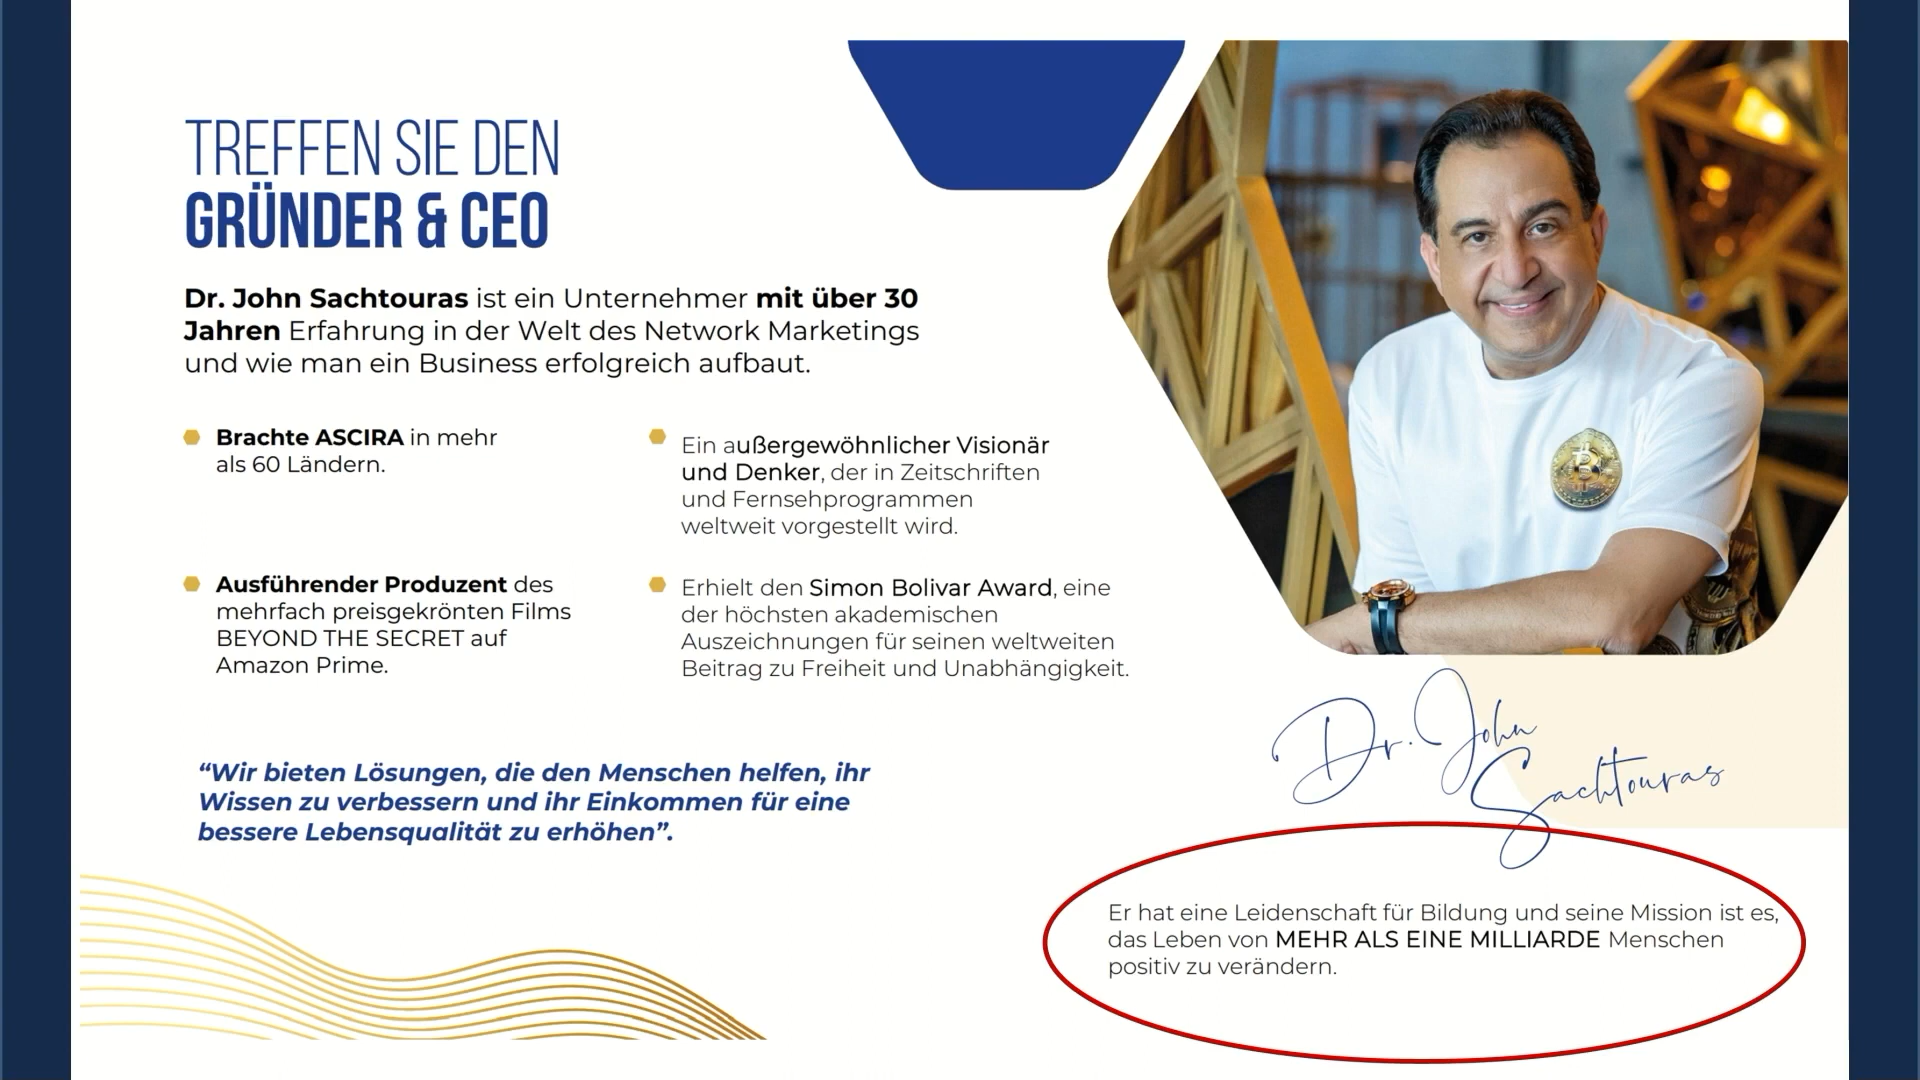 TREFFEN SIE DEN
GRÜNDER & CEO
Dr. John Sachtouras ist ein Unternehmer mit über 30
Jahren Erfahrung in der Welt des Network Marketings
und wie man ein Business erfolgreich aufbaut.
Brachte ASCIRA in mehr
als 60 Ländern.
Ausführender Produzent des
mehrfach preisgekrönten Films
BEYOND THE SECRET auf
Amazon Prime.
Ein außergewöhnlicher Visionär
und Denker, der in Zeitschriften
und Fernsehprogrammen
weltweit vorgestellt wird.
Erhielt den Simon Bolivar Award, eine
der höchsten akademischen
Auszeichnungen für seinen weltweiten
Beitrag zu Freiheit und Unabhängigkeit.
“Wir bieten Lösungen, die den Menschen helfen, ihr
Wissen zu verbessern und ihr Einkommen für eine
bessere Lebensqualität zu erhöhen”.
Dr. John
Sachtouras
Er hat eine Leidenschaft für Bildung und seine Mission ist es,
das Leben von MEHR ALS EINE MILLIARDE Menschen
positiv zu verändern.